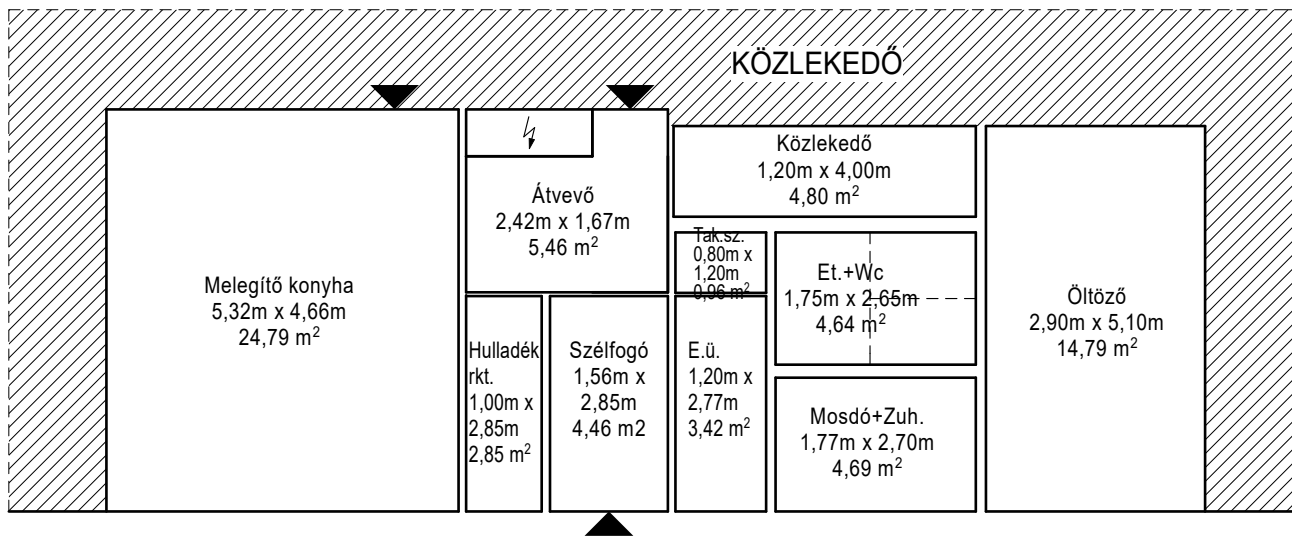 KÖZLEKEDŐ
Melegítő konyha
5,32m x 4,66m
24,79 m²
Átvevő
2,42m x 1,67m
5,46 m²
Közlekedő
1,20m x 4,00m
4,80 m²
Tak.sz.
0,80m x
1,20m
0,96 m²
Et.+Wc
1,75m x 2,65m
4,64 m²
Öltöző
2,90m x 5,10m
14,79 m²
Hulladék
rkt.
1,00m x
2,85m
2,85 m²
Szélfogó
1,56m x
2,85m
4,46 m2
E.ü.
1,20m x
2,77m
3,42 m²
Mosdó+Zuh.
1,77m x 2,70m
4,69 m²